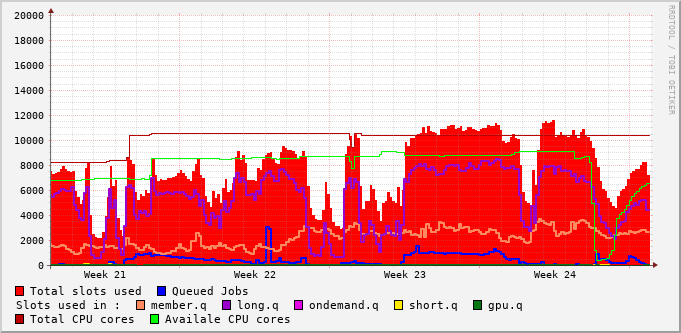 RRDTOOL / TOBI OETIKER
20000
18000
16000
14000
12000
10000
8000
6000
4000
2000
0
Week 21 Week 22 Week 23 Week 24
Total slots used Queued Jobs
Slots used in : member.q long.q ondemand.q short.q gpu.q
Total CPU cores Availale CPU cores